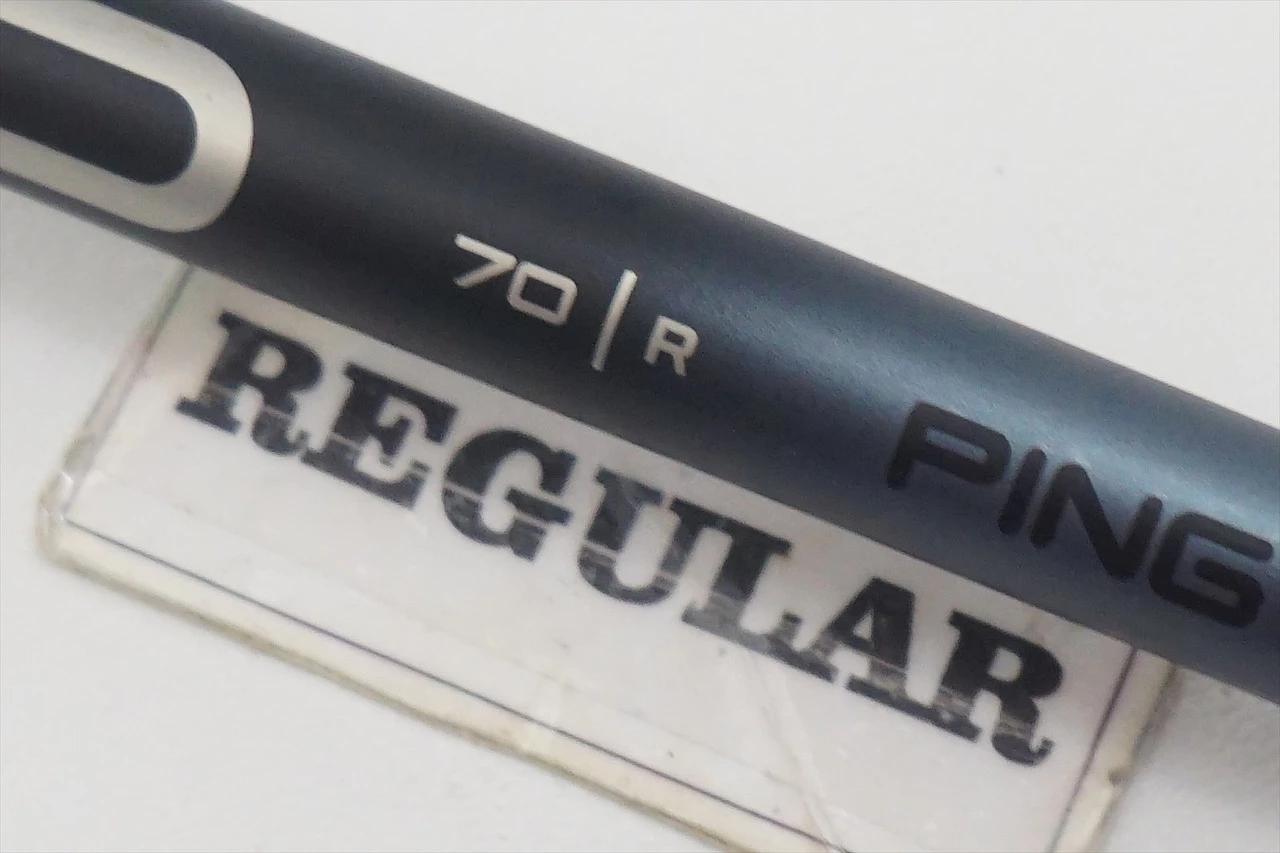 70 | R
PING
REGULAR